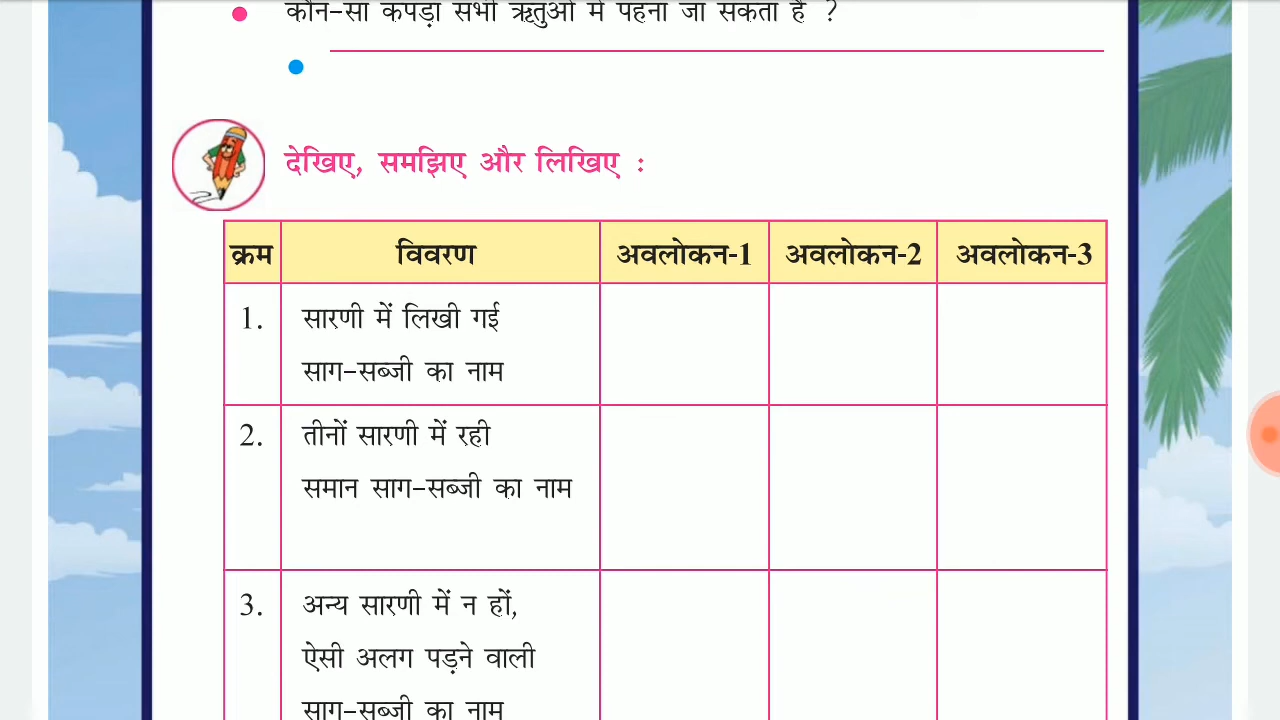 कौन-सा कपड़ा सभी ऋतुओं में पहना जा सकता है ?
देखिए, समझिए और लिखिए :
क्रम विवरण अवलोकन-1 अवलोकन-2 अवलोकन-3
1. सारणी में लिखी गई
साग-सब्जी का नाम
2. तीनों सारणी में रही
समान साग-सब्जी का नाम
3. अन्य सारणी में न हों,
ऐसी अलग पड़ने वाली
साग-सब्जी का नाम